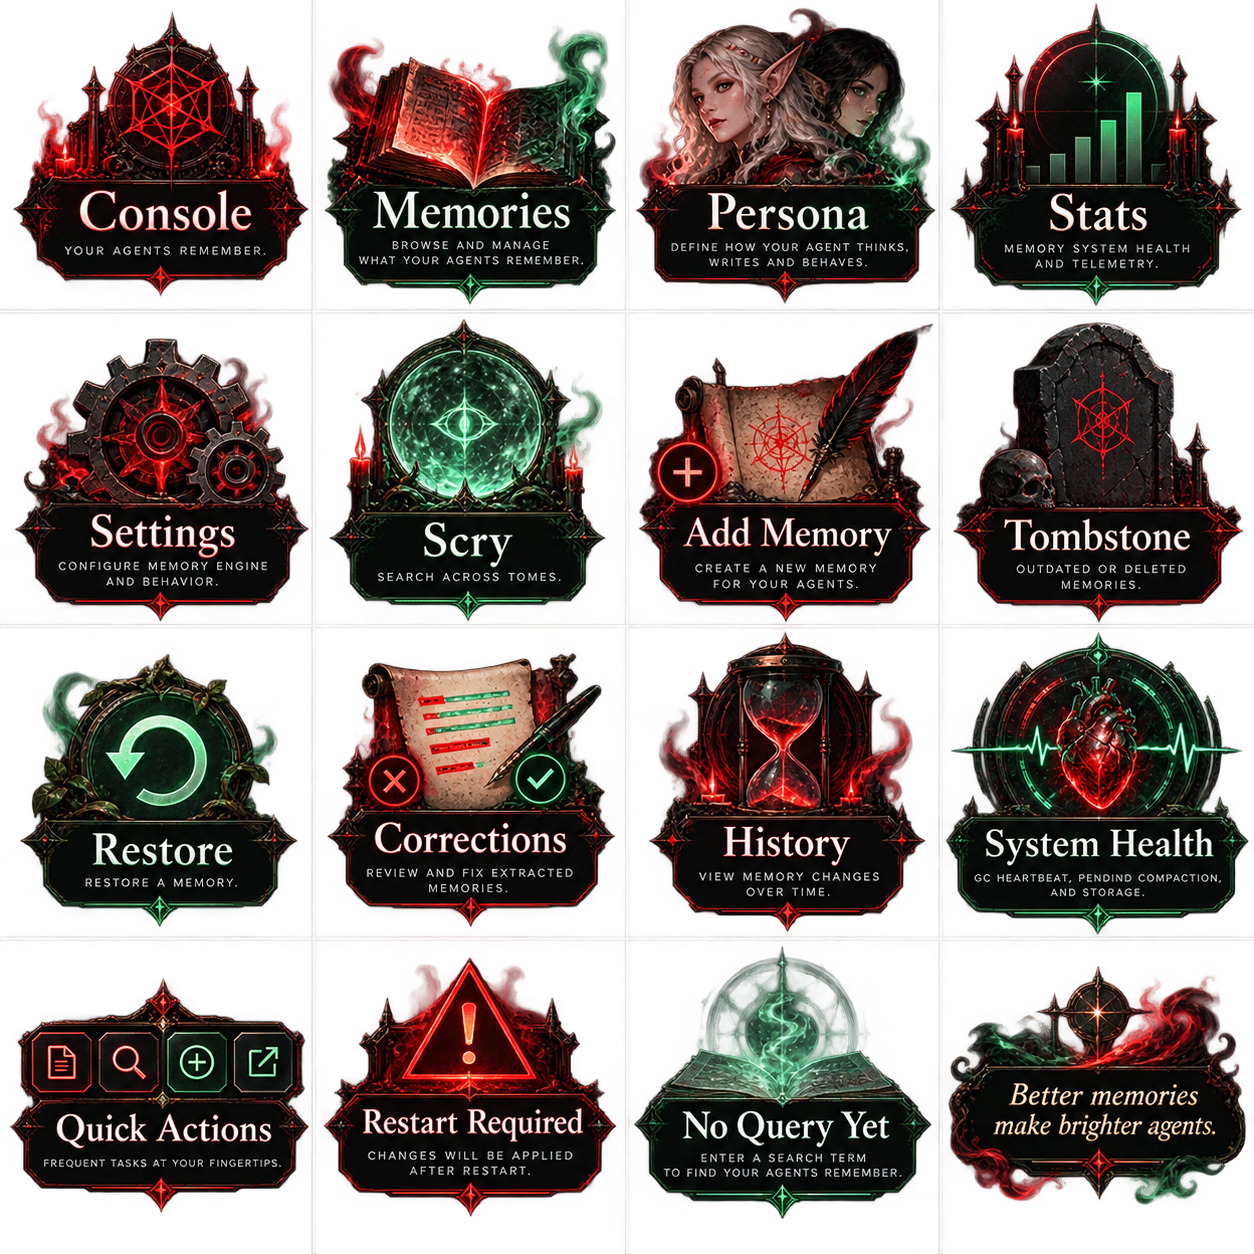 Console
YOUR AGENTS REMEMBER.
Memories
BROWSE AND MANAGE
WHAT YOUR AGENTS REMEMBER.
Persona
DEFINE HOW YOUR AGENT THINKS,
WRITES AND BEHAVES.
Stats
MEMORY SYSTEM HEALTH
AND TELEMETRY.
Settings
CONFIGURE MEMORY ENGINE
AND BEHAVIOR.
Scry
SEARCH ACROSS TOMES.
Add Memory
CREATE A NEW MEMORY
FOR YOUR AGENTS.
Tombstone
OUTDATED OR DELETED
MEMORIES.
Restore
RESTORE A MEMORY.
Corrections
REVIEW AND FIX EXTRACTED
MEMORIES.
History
VIEW MEMORY CHANGES
OVER TIME.
System Health
GC HEARTBEAT, PENDIND COMPACTION,
AND STORAGE.
Quick Actions
FREQUENT TASKS AT YOUR FINGERTIPS.
Restart Required
CHANGES WILL BE APPLIED
AFTER RESTART.
No Query Yet
ENTER A SEARCH TERM
TO FIND YOUR AGENTS REMEMBER.
Better memories
make brighter agents.